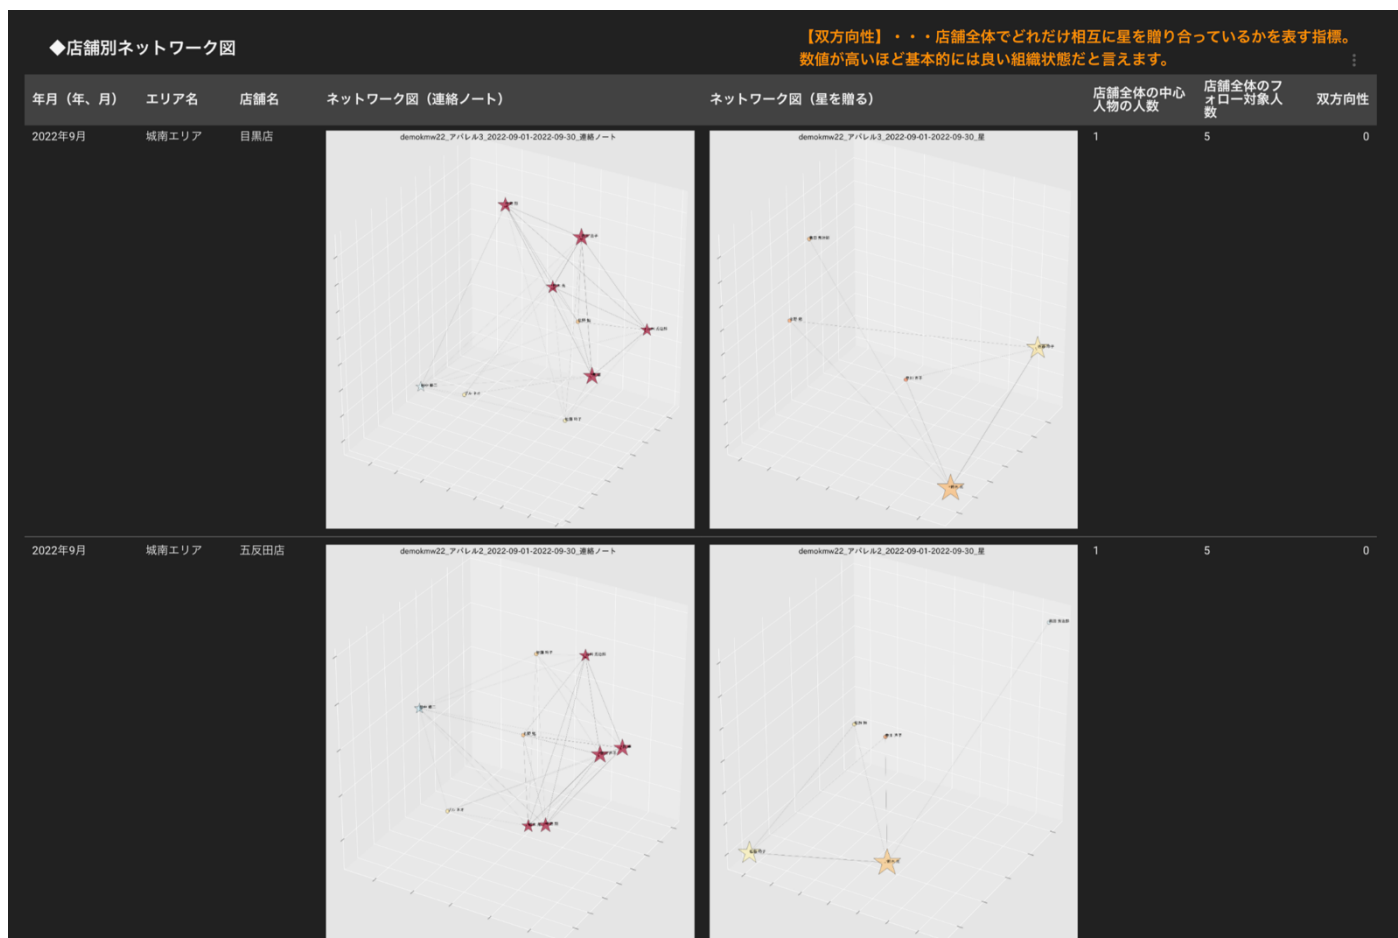 ◆店舗別ネットワーク図
【双方向性】・・・店舗全体でどれだけ相互に星を贈り合っているかを表す指標。
数値が高いほど基本的には良い組織状態だと言えます。
年月（年、月） エリア名 店舗名 ネットワーク図（連絡ノート） ネットワーク図（星を贈る） 店舗全体の中心
人物の人数 店舗全体のフ
ォロー対象人
数 双方向性
2022年9月 城南エリア 目黒店 1 5 0
demokmw22_アパレル3_2022-09-01-2022-09-30_連絡ノート
demokmw22_アパレル3_2022-09-01-2022-09-30_星
2022年9月 城南エリア 五反田店 1 5 0
demokmw22_アパレル2_2022-09-01-2022-09-30_連絡ノート
demokmw22_アパレル2_2022-09-01-2022-09-30_星